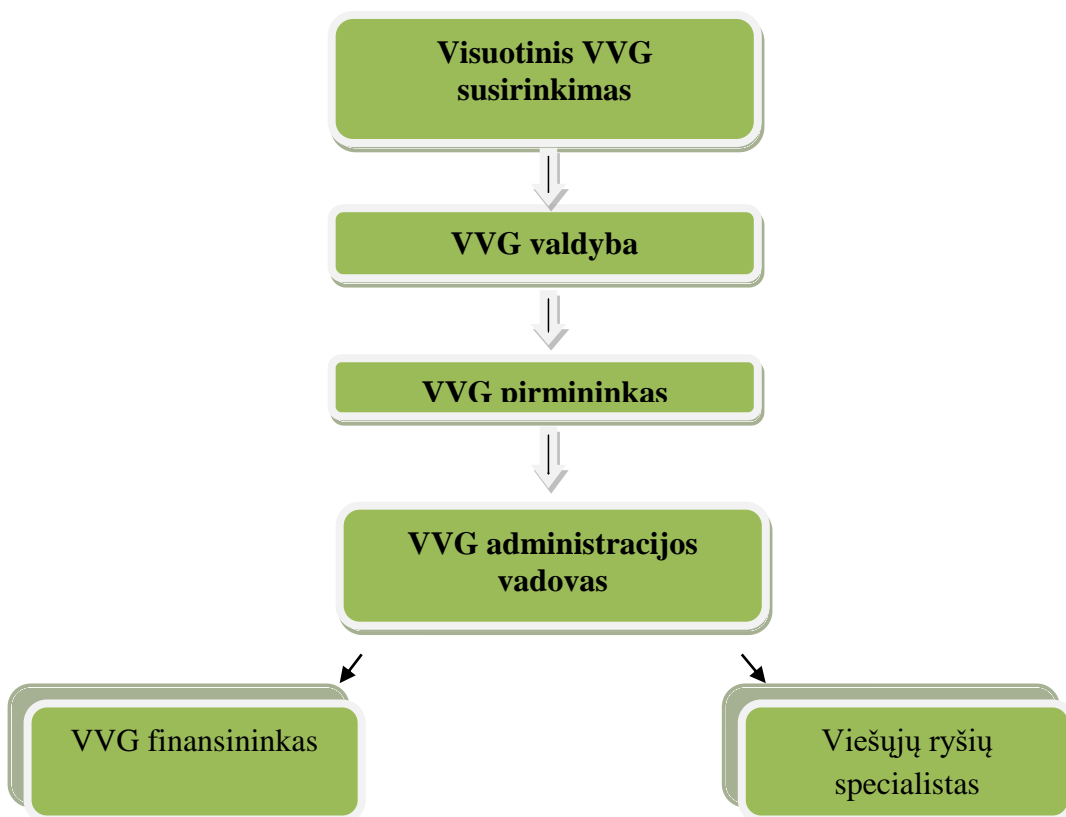 Visuotinis VVG
susirinkimas
VVG valdyba
VVG pirmininkas
VVG administracijos
vadovas
VVG finansininkas
Viešųjų ryšių
specialistas